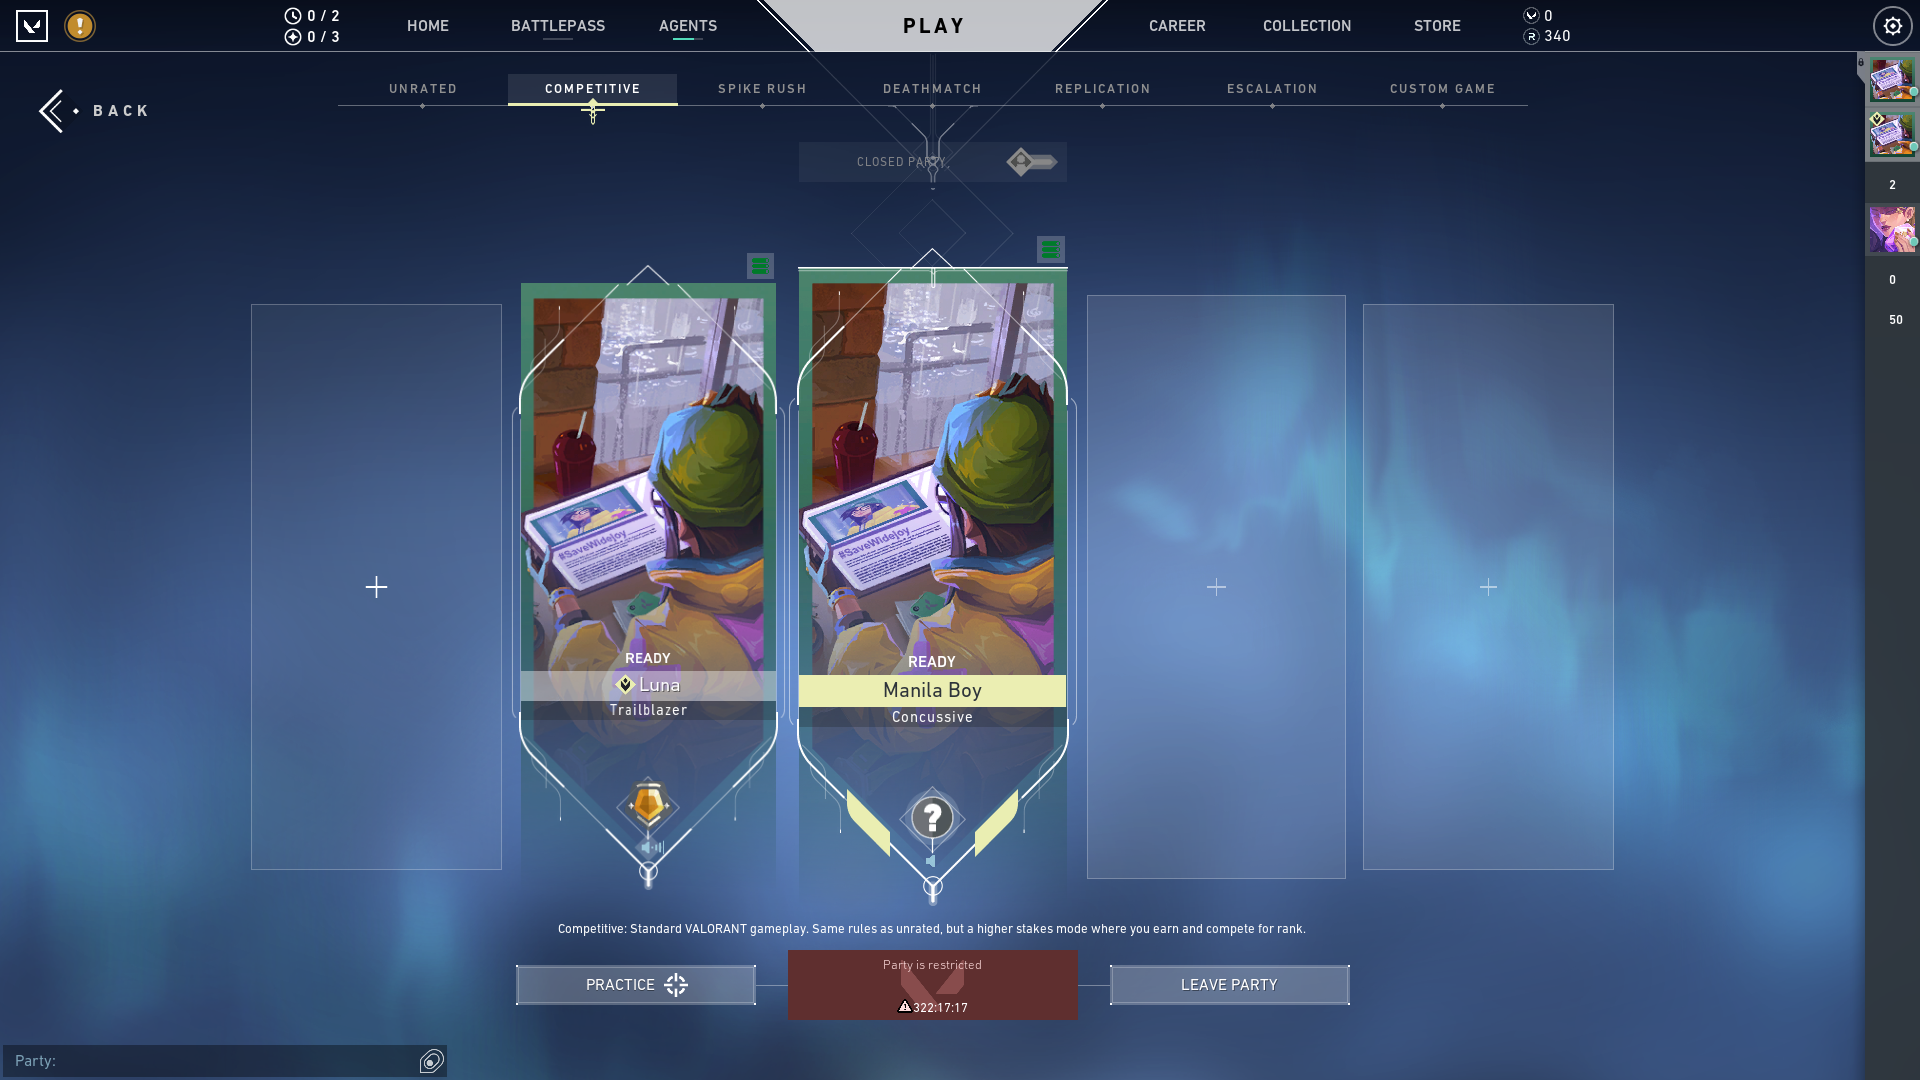 0 / 2
0 / 3
HOME
BATTLEPASS
AGENTS
PLAY
CAREER
COLLECTION
STORE
0
340
BACK
UNRATED
COMPETITIVE
SPIKE RUSH
DEATHMATCH
REPLICATION
ESCALATION
CUSTOM GAME
CLOSED PARTY
2
0
50
#SaveWidejoy
#SaveWidejoy
READY
Luna
Trailblazer
READY
Manila Boy
Concussive
?
Competitive: Standard VALORANT gameplay. Same rules as unrated, but a higher stakes mode where you earn and compete for rank.
PRACTICE
Party is restricted
322:17:17
LEAVE PARTY
Party: